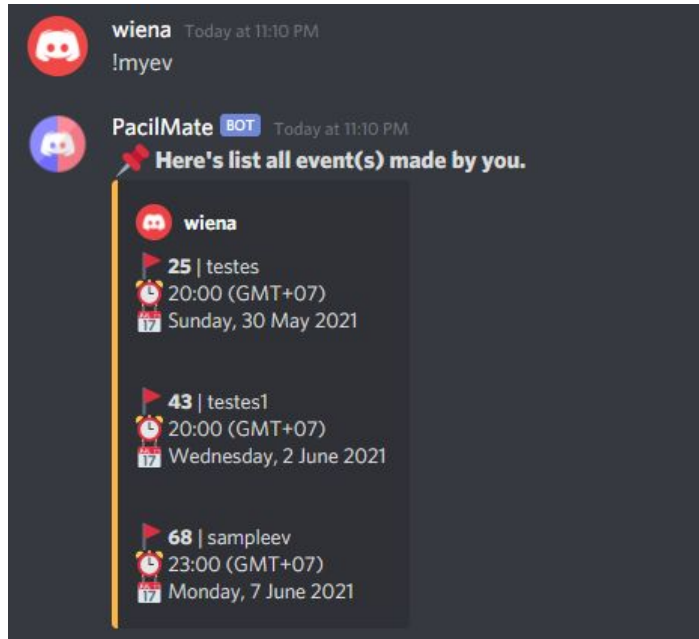 wiena Today at 11:10 PM
!myev
PacilMate BOT Today at 11:10 PM
📌 Here's list all event(s) made by you.
wiena
🚩 25 | testes
⏰ 20:00 (GMT+07)
📅 Sunday, 30 May 2021
🚩 43 | testes1
⏰ 20:00 (GMT+07)
📅 Wednesday, 2 June 2021
🚩 68 | sampleev
⏰ 23:00 (GMT+07)
📅 Monday, 7 June 2021